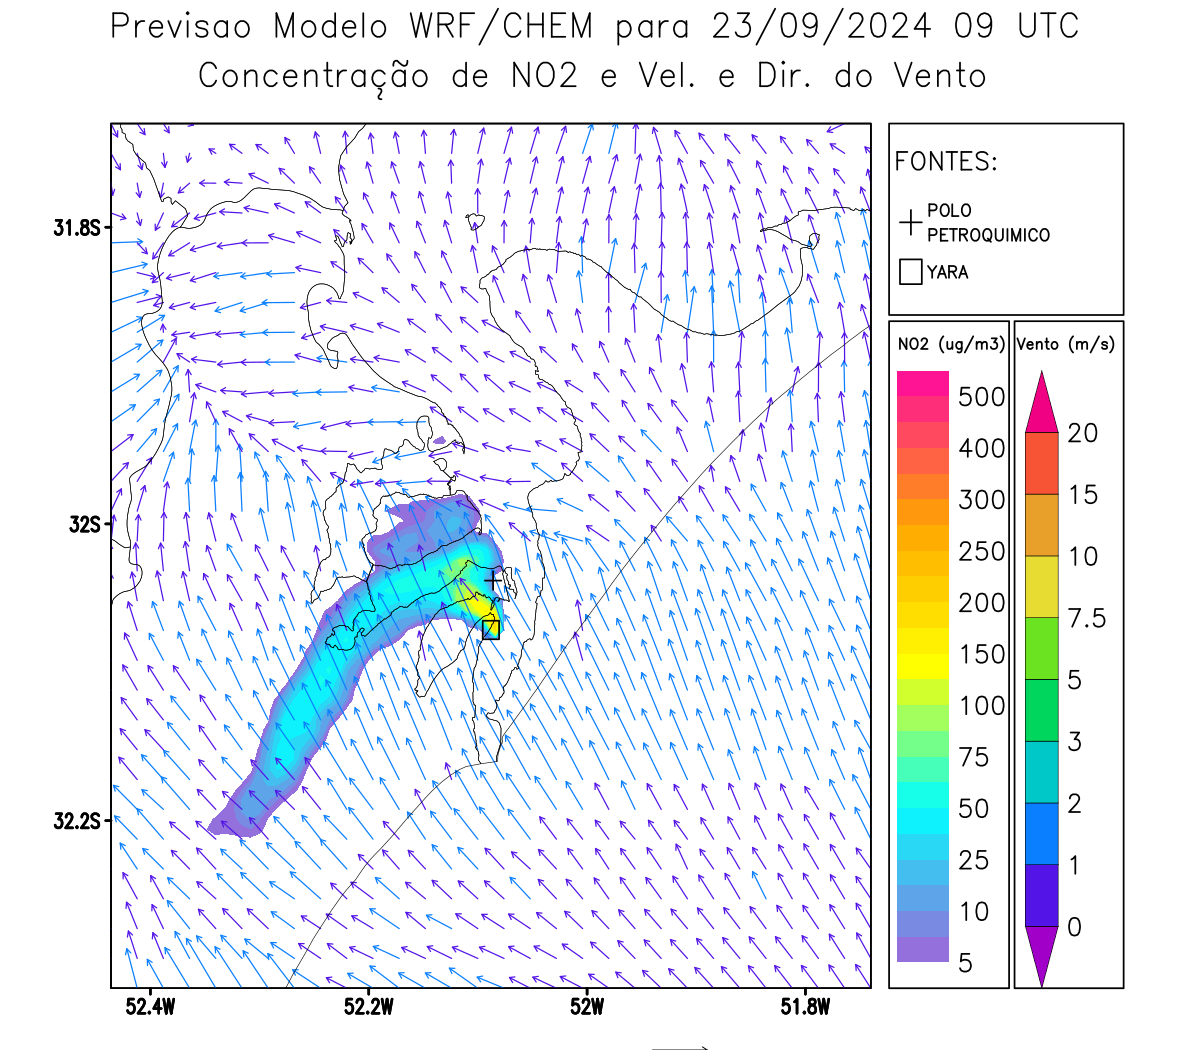 Previsao Modelo WRF/CHEM para 23/09/2024 09 UTC
Concentração de NO2 e Vel. e Dir. do Vento
FONTES:
POLO
PETROQUIMICO
YARA
NO2 (ug/m3)
500
400
300
250
200
150
100
75
50
25
10
5
Vento (m/s)
20
15
10
7.5
5
3
2
1
0
31.8S
32S
32.2S
52.4W
52.2W
52W
51.8W